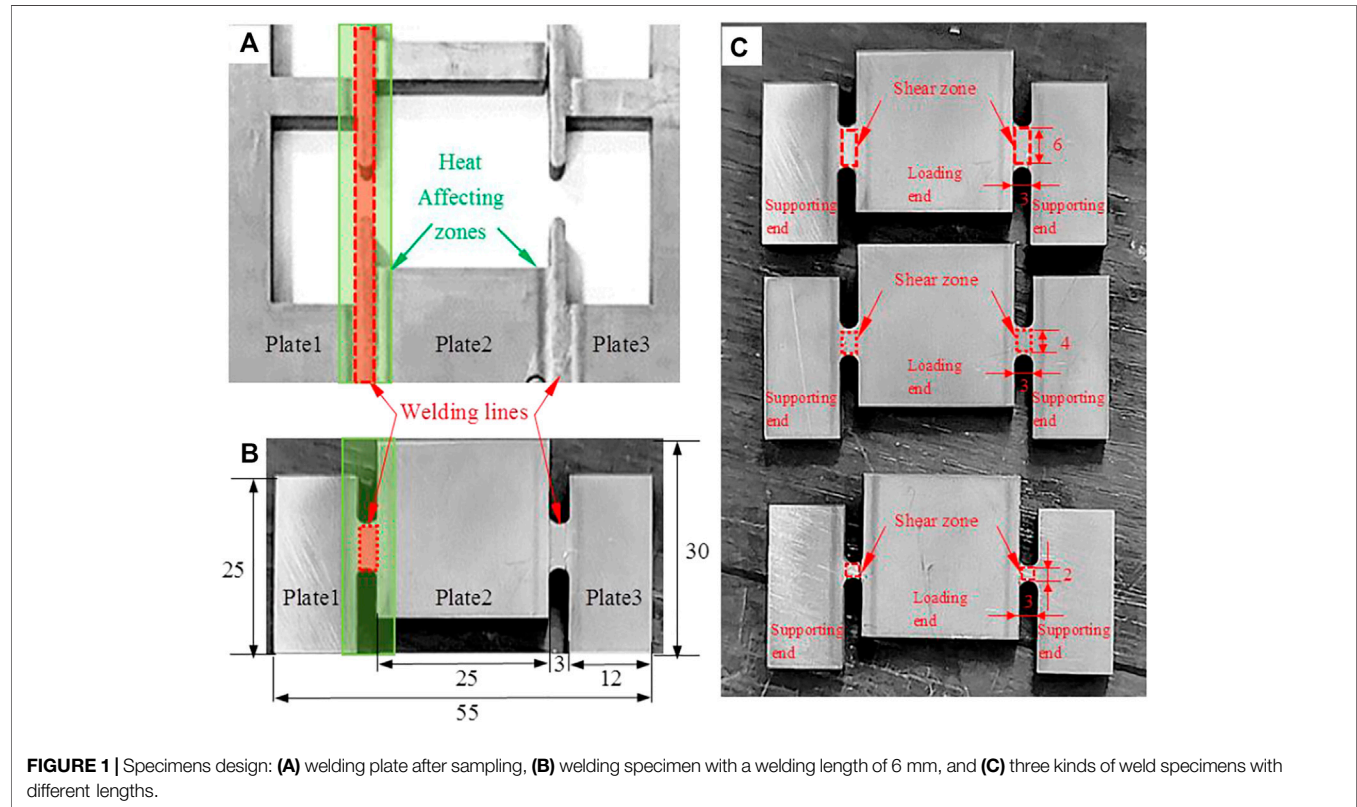 A
Heat
Affecting
zones
Plate1
Plate2
Plate3
Welding lines
B
25
30
Plate1
Plate2
Plate3
25
3
12
55
C
Shear zone
6
Loading
end
3
Supporting
end
Supporting
end
Shear zone
4
Loading
end
3
Supporting
end
Supporting
end
Shear zone
2
3
Loading
end
Supporting
end
Supporting
end
FIGURE 1 | Specimens design: (A) welding plate after sampling, (B) welding specimen with a welding length of 6 mm, and (C) three kinds of weld specimens with
different lengths.